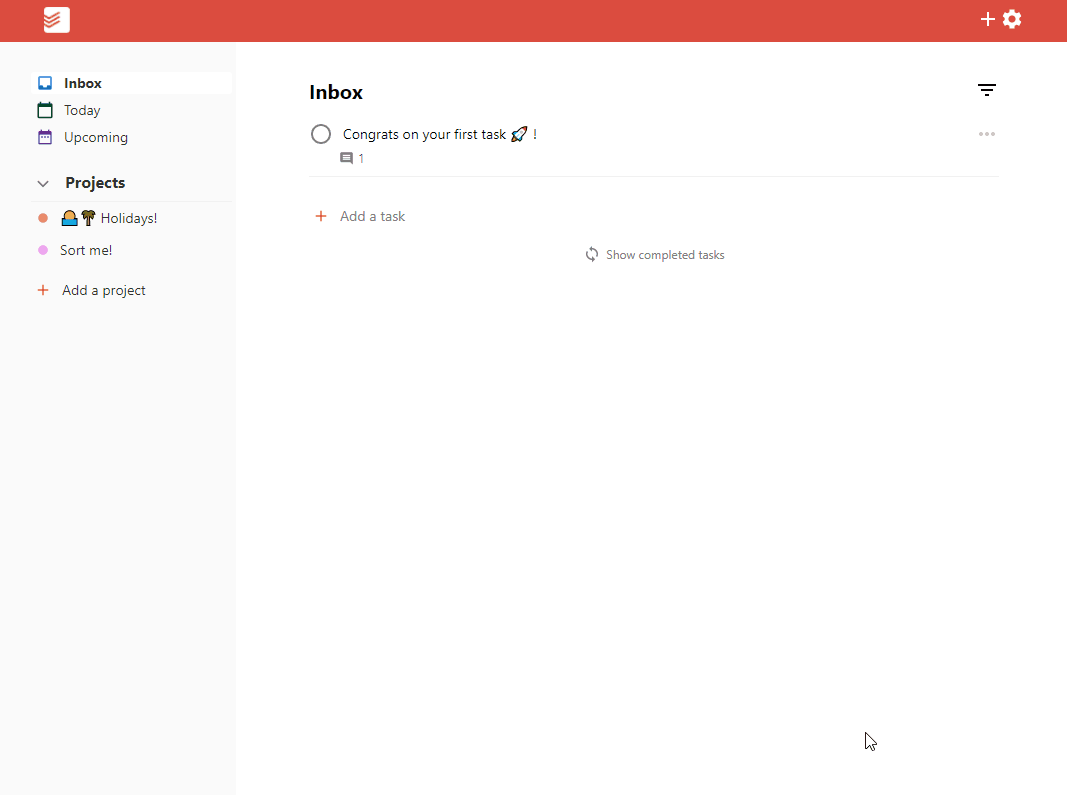 Inbox
Today
Upcoming
Projects
🌅🌴 Holidays!
Sort me!
Add a project
Inbox
Congrats on your first task 🚀 !
1
Add a task
Show completed tasks